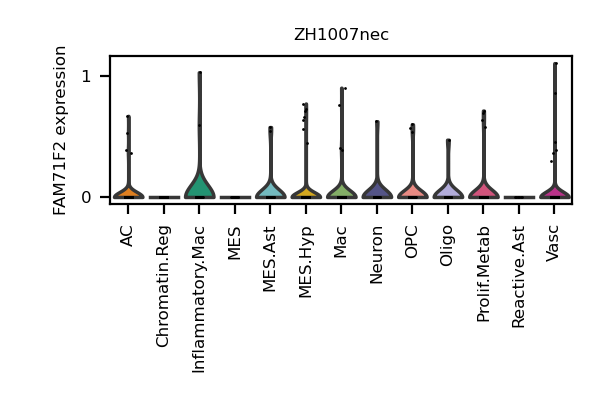 ZH1007nec
FAM71F2 expression
1
0
AC
Chromatin.Reg
Inflammatory.Mac
MES
MES.Ast
MES.Hyp
Mac
Neuron
OPC
Oligo
Prolif.Metab
Reactive.Ast
Vasc